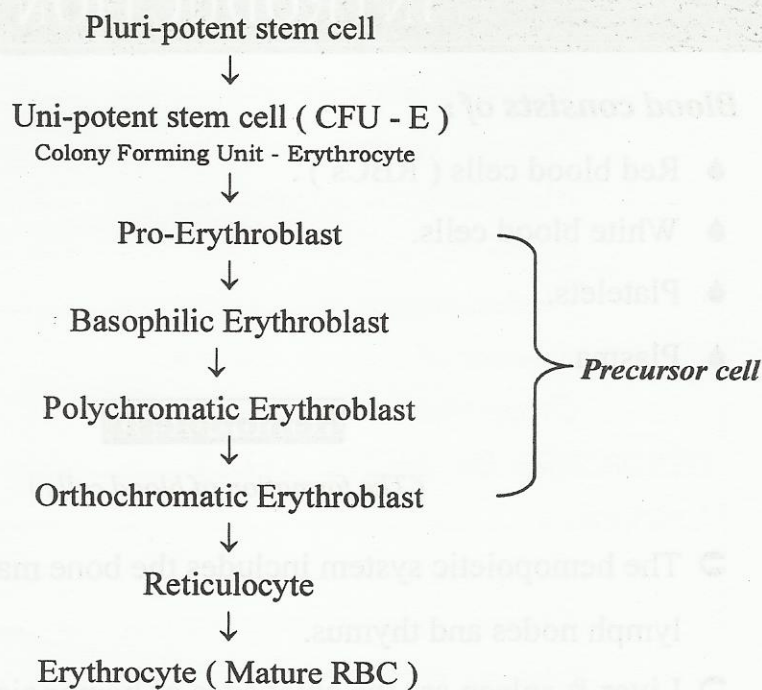 Pluri-potent stem cell
↓
Uni-potent stem cell ( CFU - E )
Colony Forming Unit - Erythrocyte
↓
Pro-Erythroblast
↓
Basophilic Erythroblast
↓
Polychromatic Erythroblast
↓
Orthochromatic Erythroblast
↓
Reticulocyte
↓
Erythrocyte ( Mature RBC )
Precursor cell
Blood consists of :
Red blood cells ( RBCs ) .
White blood cells.
Platelets.
Plasma
The hemopoietic system includes the bone
lymph nodes and thymus.